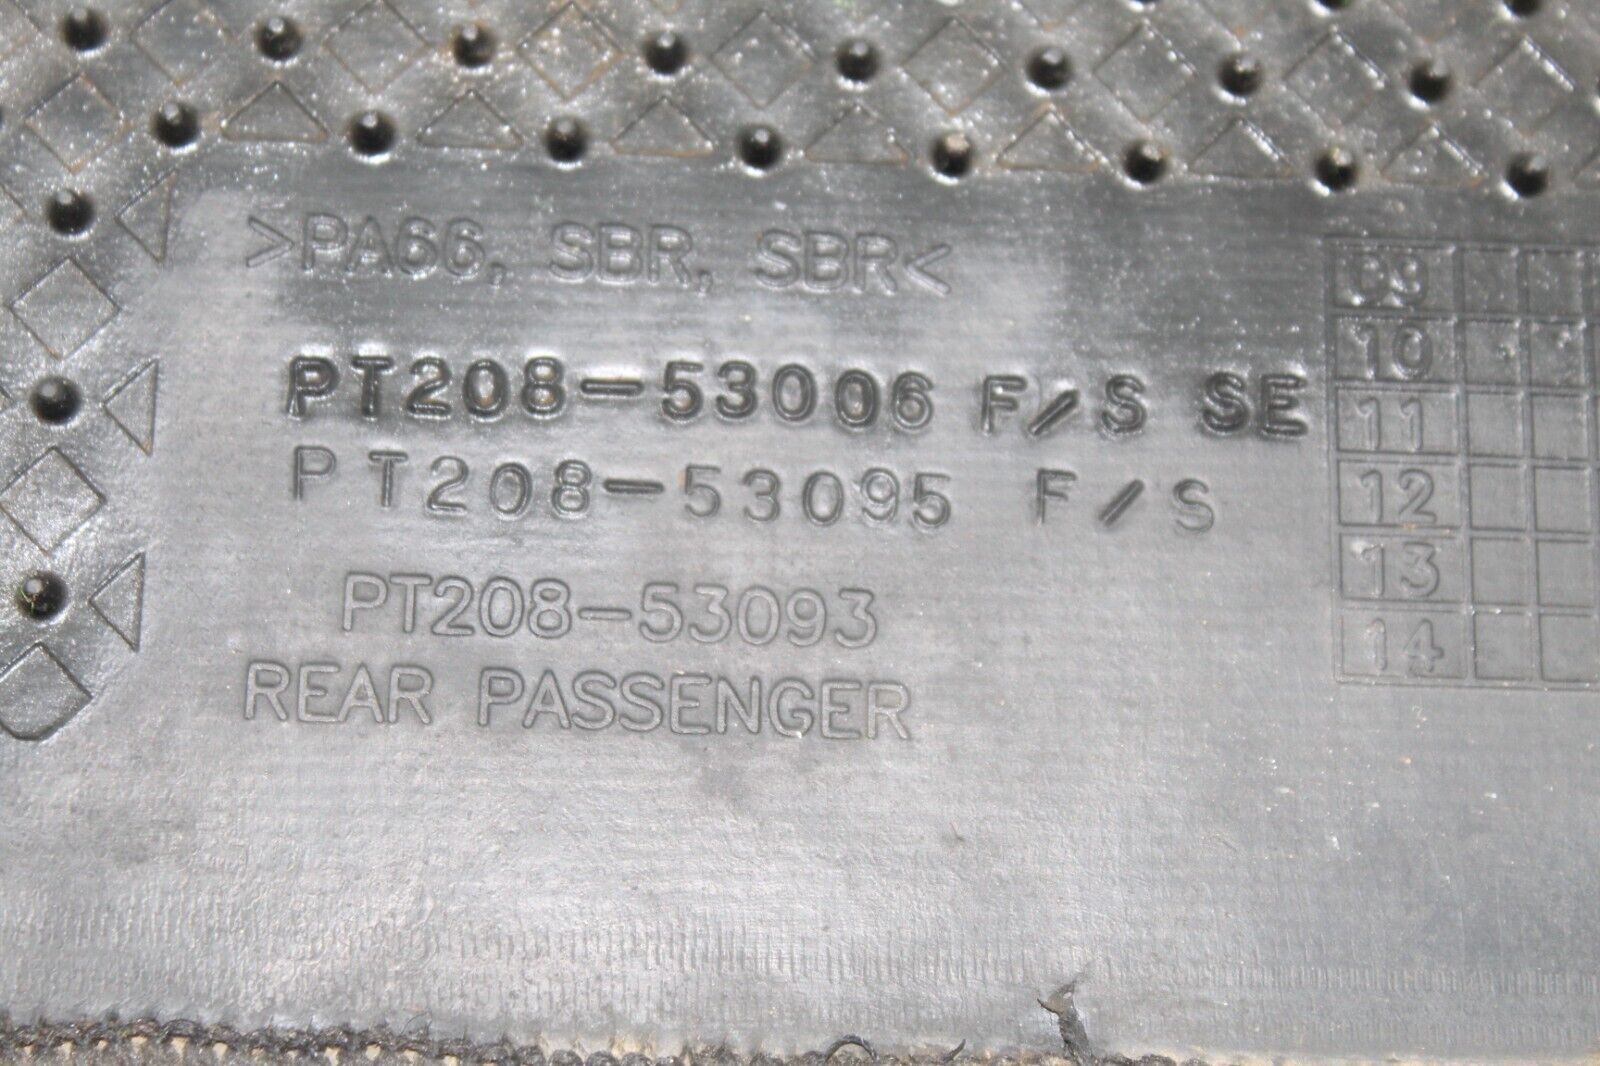 >PA66, SBR, SBR<
PT208-53006 F/S SE
PT208-53095 F/S
PT208-53093
REAR PASSENGER
09
10
11
12
13
14